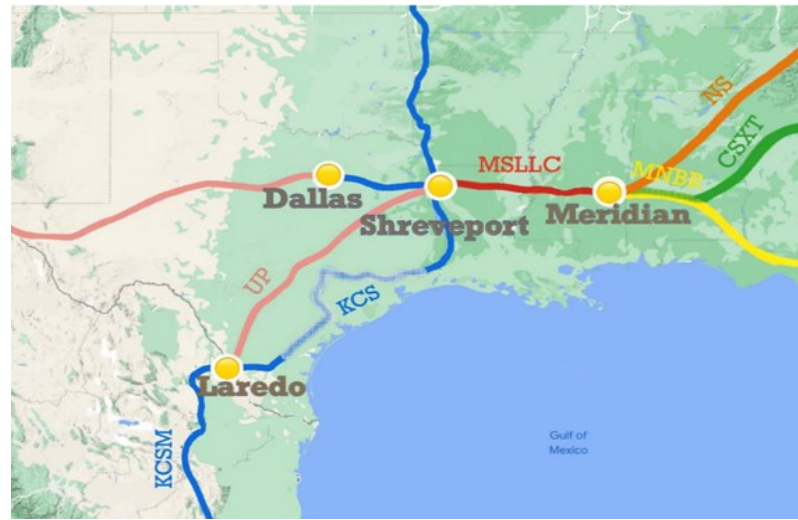 NS
CSXT
MSLLC
MNBR
Dallas
Shreveport
Meridian
UP
KCS
Laredo
KCSM
Gulf of
Mexico